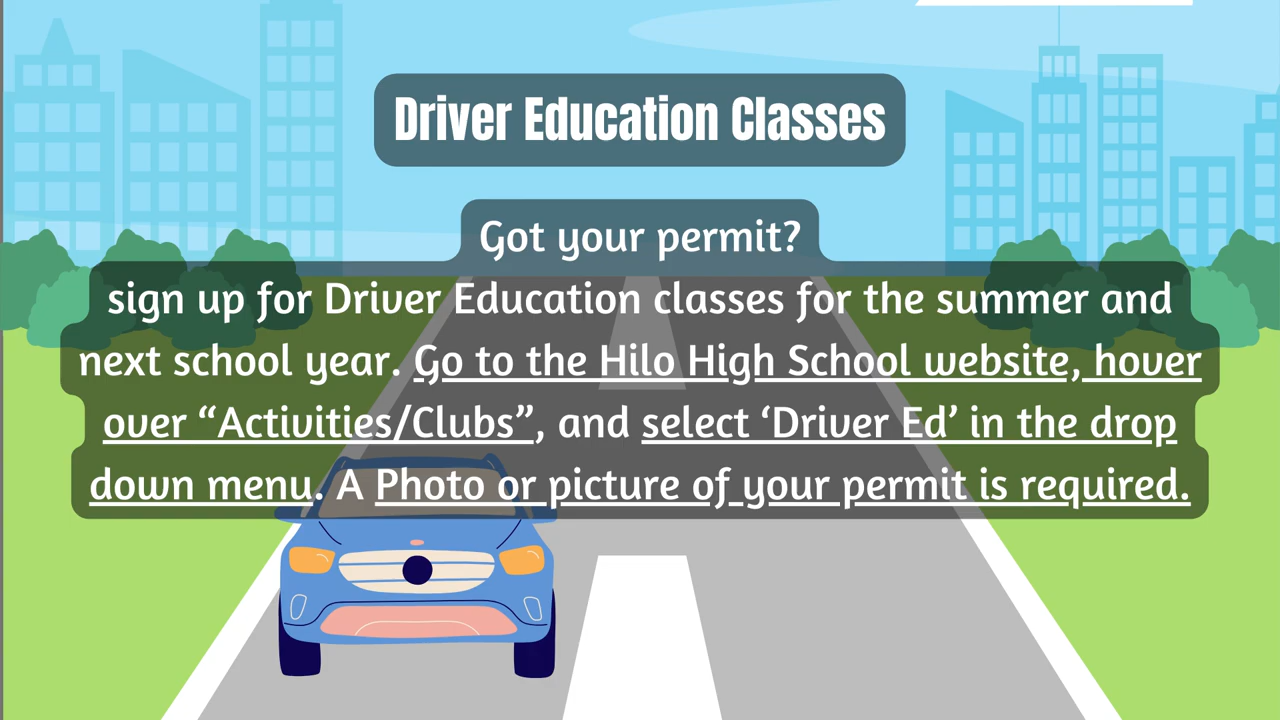 Driver Education Classes
Got your permit?
sign up for Driver Education classes for the summer and
next school year. Go to the Hilo High School website, hover
over “Activities/Clubs”, and select ‘Driver Ed’ in the drop
down menu. A Photo or picture of your permit is required.